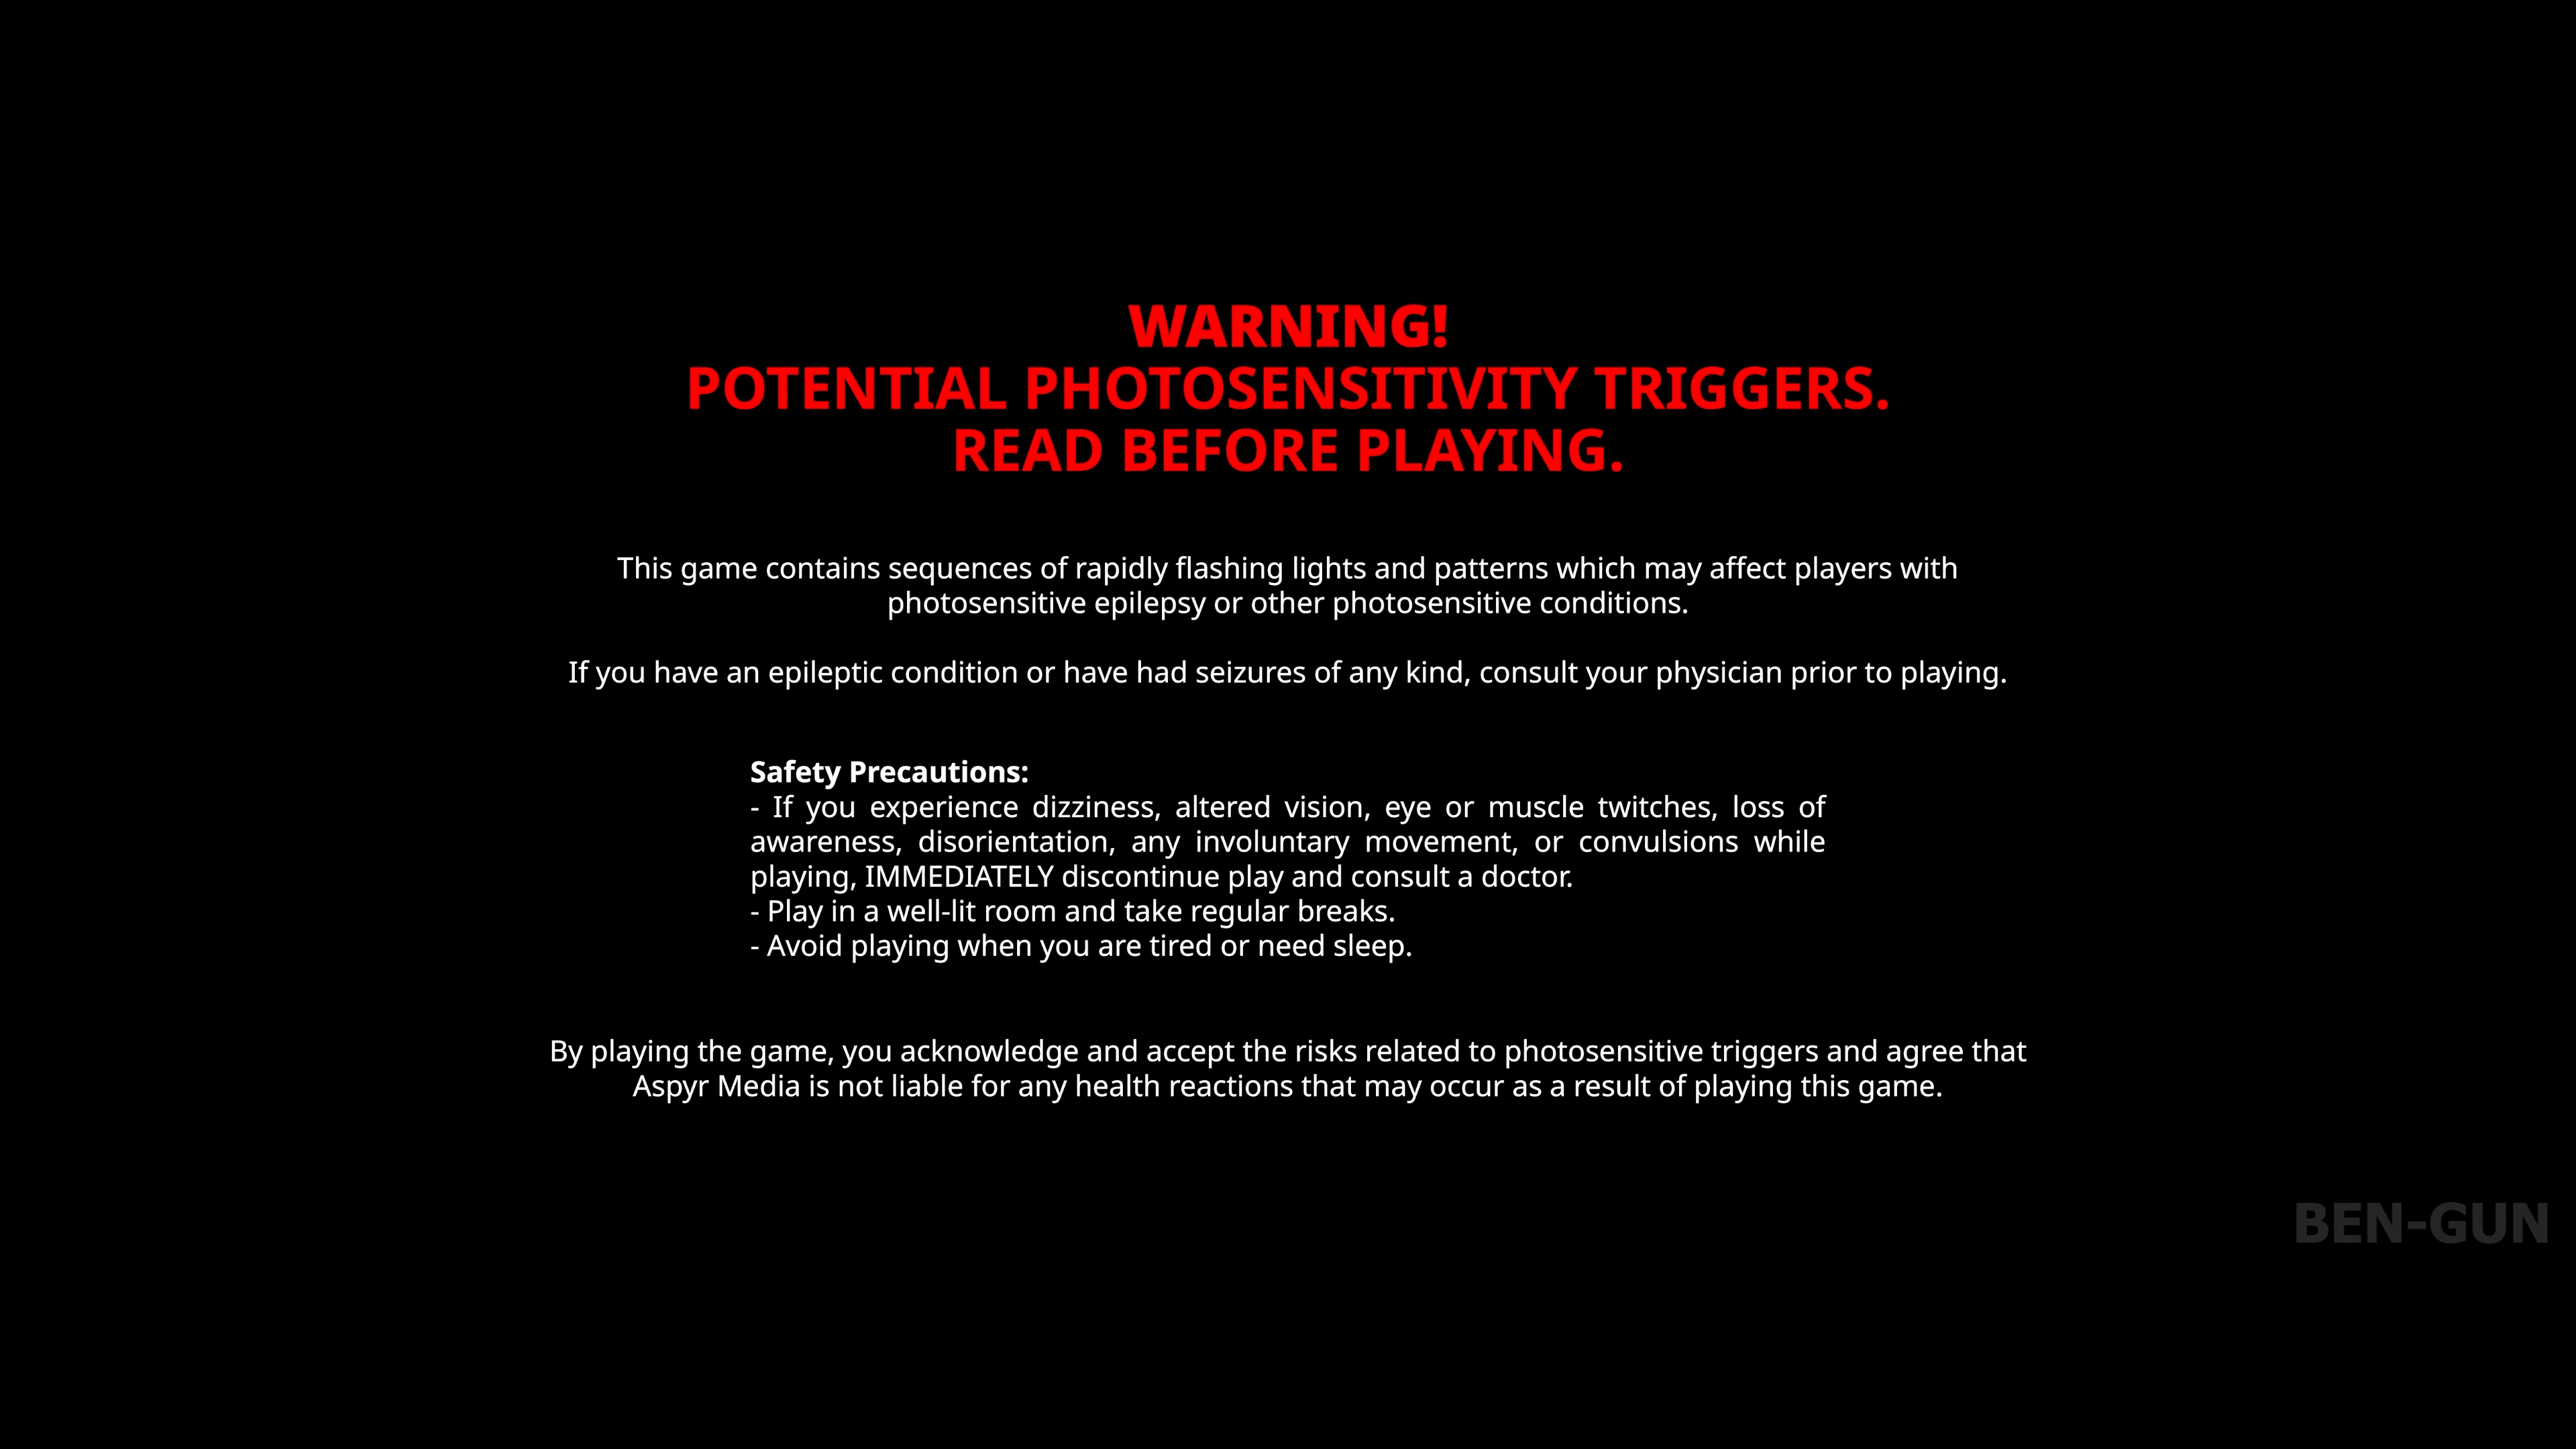 WARNING!
POTENTIAL PHOTOSENSITIVITY TRIGGERS.
READ BEFORE PLAYING.
This game contains sequences of rapidly flashing lights and patterns which may affect players with
photosensitive epilepsy or other photosensitive conditions.
If you have an epileptic condition or have had seizures of any kind, consult your physician prior to playing.
Safety Precautions:
- If you experience dizziness, altered vision, eye or muscle twitches, loss of
awareness, disorientation, any involuntary movement, or convulsions while
playing, IMMEDIATELY discontinue play and consult a doctor.
- Play in a well-lit room and take regular breaks.
- Avoid playing when you are tired or need sleep.
By playing the game, you acknowledge and accept the risks related to photosensitive triggers and agree that
Aspyr Media is not liable for any health reactions that may occur as a result of playing this game.
BEN-GUN